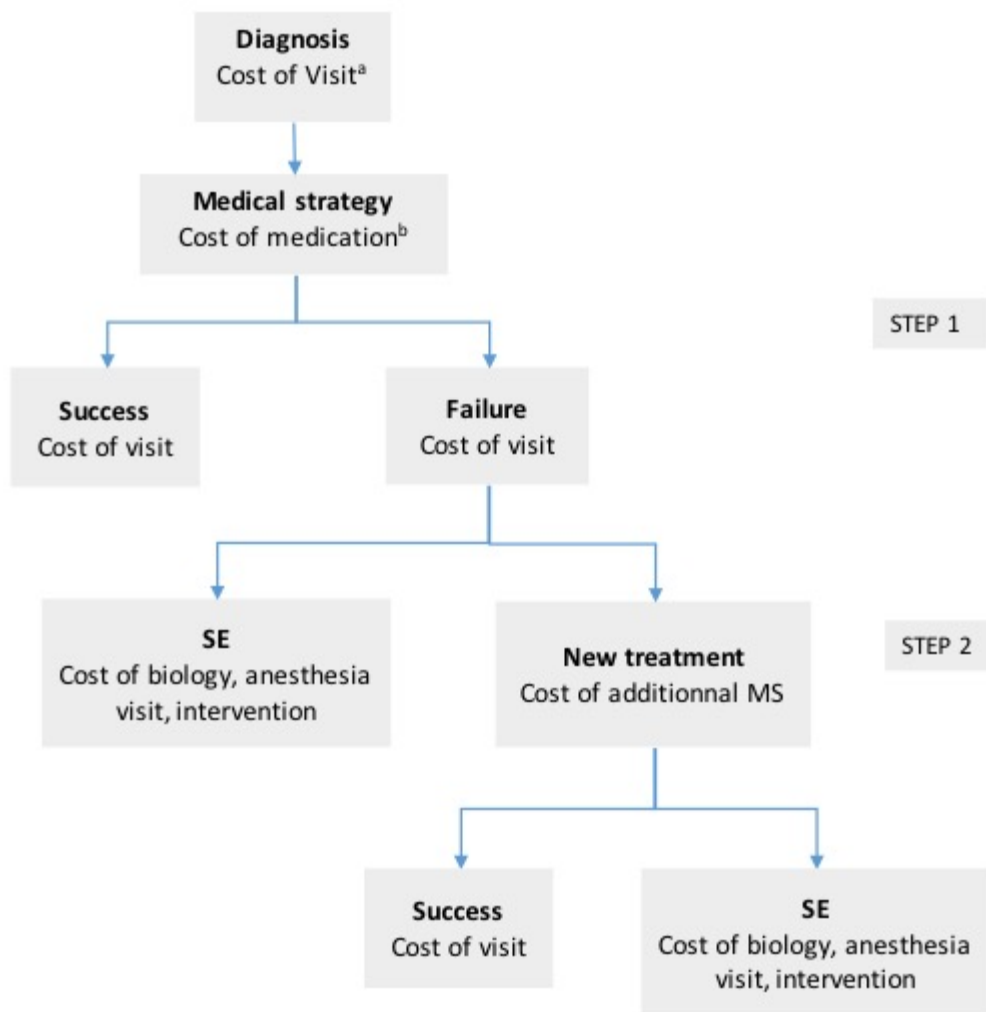 Diagnosis
Cost of Visitᵃ
Medical strategy
Cost of medicationᵇ
STEP 1
Success
Cost of visit
Failure
Cost of visit
SE
Cost of biology, anesthesia
visit, intervention
New treatment
Cost of additionnal MS
STEP 2
Success
Cost of visit
SE
Cost of biology, anesthesia
visit, intervention